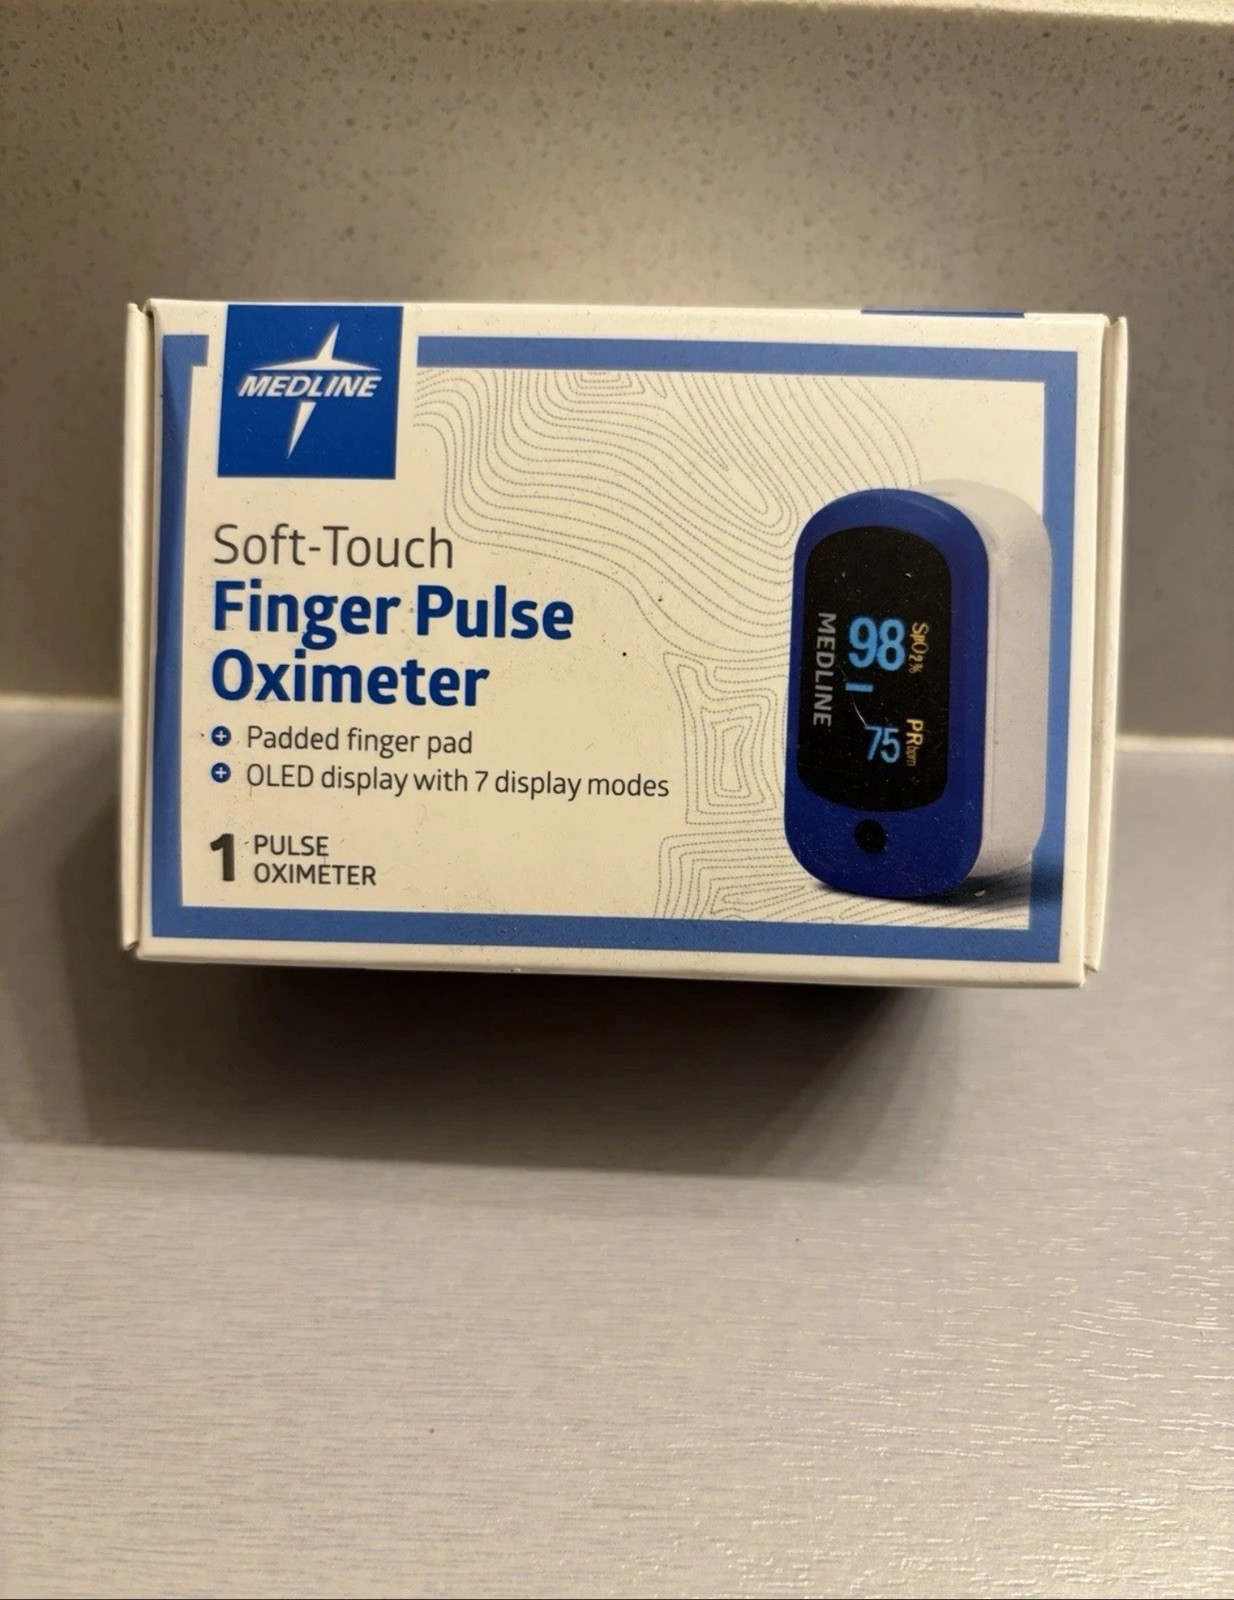 MEDLINE
Soft-Touch
Finger Pulse
Oximeter
Padded finger pad
OLED display with 7 display modes
1 PULSE
OXIMETER
MEDLINE
98 SpO2%
75 PRbpm